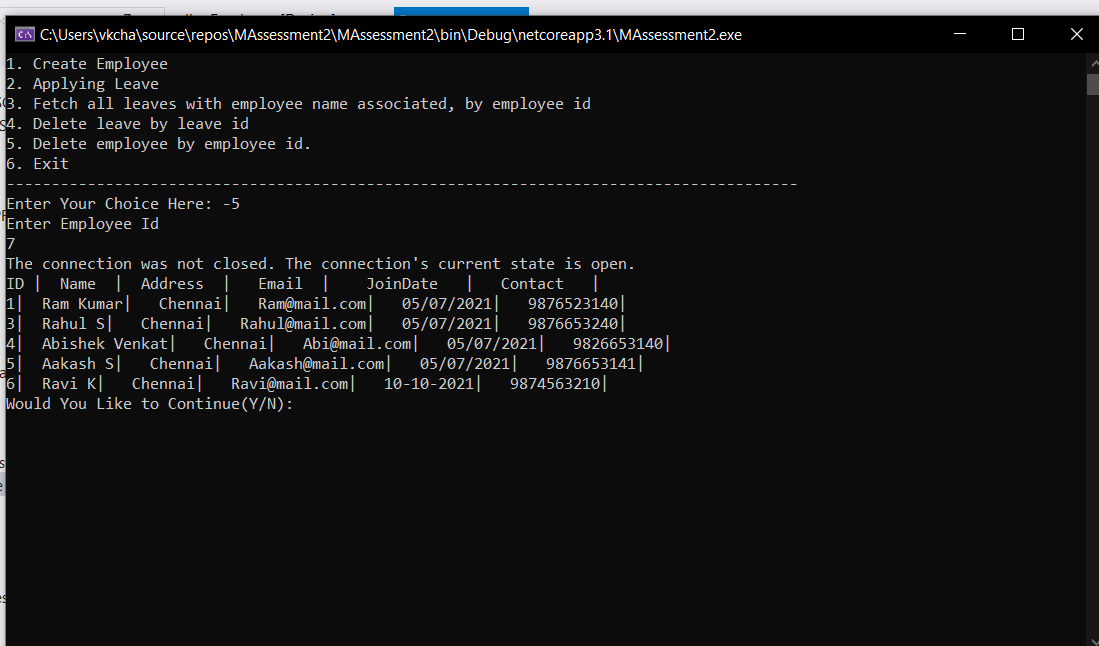 C:\Users\vkcha\source\repos\MAssessment2\MAssessment2\bin\Debug\netcoreapp3.1\MAssessment2.exe
1. Create Employee
2. Applying Leave
3. Fetch all leaves with employee name associated, by employee id
4. Delete leave by leave id
5. Delete employee by employee id.
6. Exit
----------------------------------------------------------------------------------------
Enter Your Choice Here: -5
Enter Employee Id
7
The connection was not closed. The connection's current state is open.
ID |  Name  |  Address  |   Email  |    JoinDate   |   Contact   |
1|  Ram Kumar|   Chennai|   Ram@mail.com|   05/07/2021|   9876523140|
3|  Rahul S|   Chennai|   Rahul@mail.com|   05/07/2021|   9876653240|
4|  Abishek Venkat|   Chennai|   Abi@mail.com|   05/07/2021|   9826653140|
5|  Aakash S|   Chennai|   Aakash@mail.com|   05/07/2021|   9876653141|
6|  Ravi K|   Chennai|   Ravi@mail.com|   10-10-2021|   9874563210|
Would You Like to Continue(Y/N):